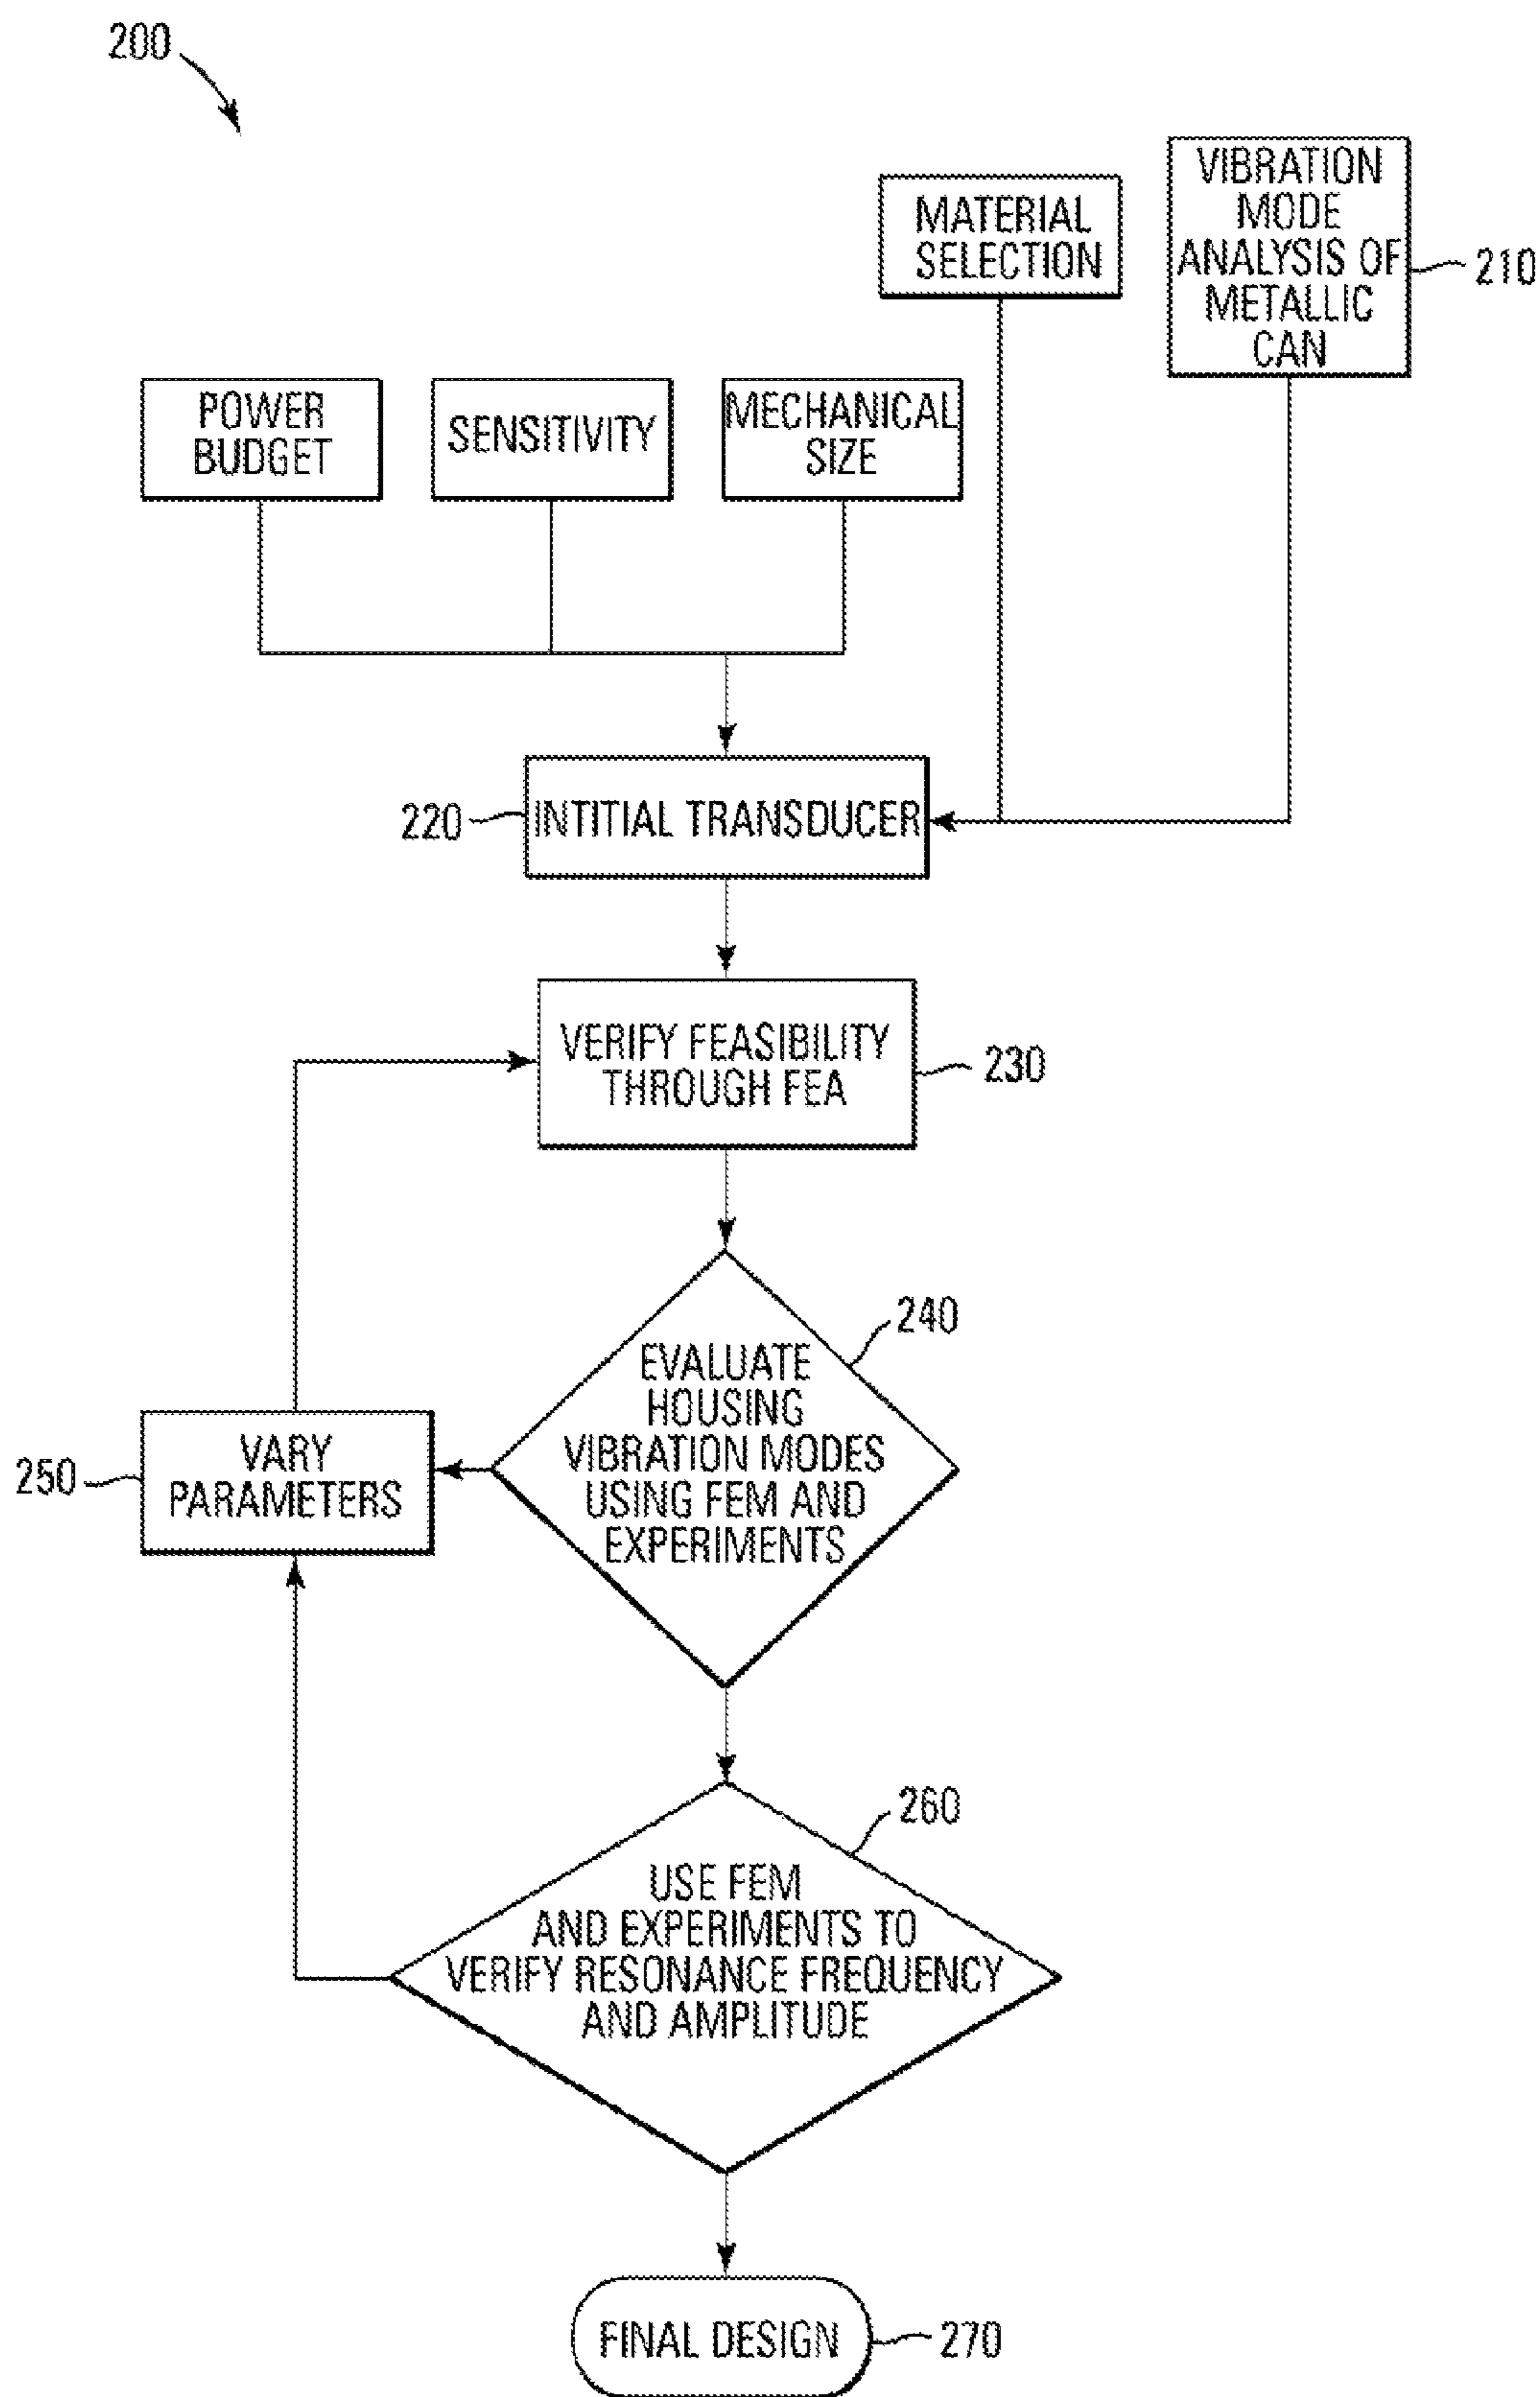 200
MATERIAL
SELECTION
VIBRATION
MODE
ANALYSIS OF
METALLIC
CAN
210
POWER
BUDGET
SENSITIVITY
MECHANICAL
SIZE
220
INTITIAL TRANSDUCER
VERIFY FEASIBILITY
THROUGH FEA
230
240
EVALUATE
HOUSING
VIBRATION MODES
USING FEM AND
EXPERIMENTS
250
VARY
PARAMETERS
260
USE FEM
AND EXPERIMENTS TO
VERIFY RESONANCE FREQUENCY
AND AMPLITUDE
FINAL DESIGN
270